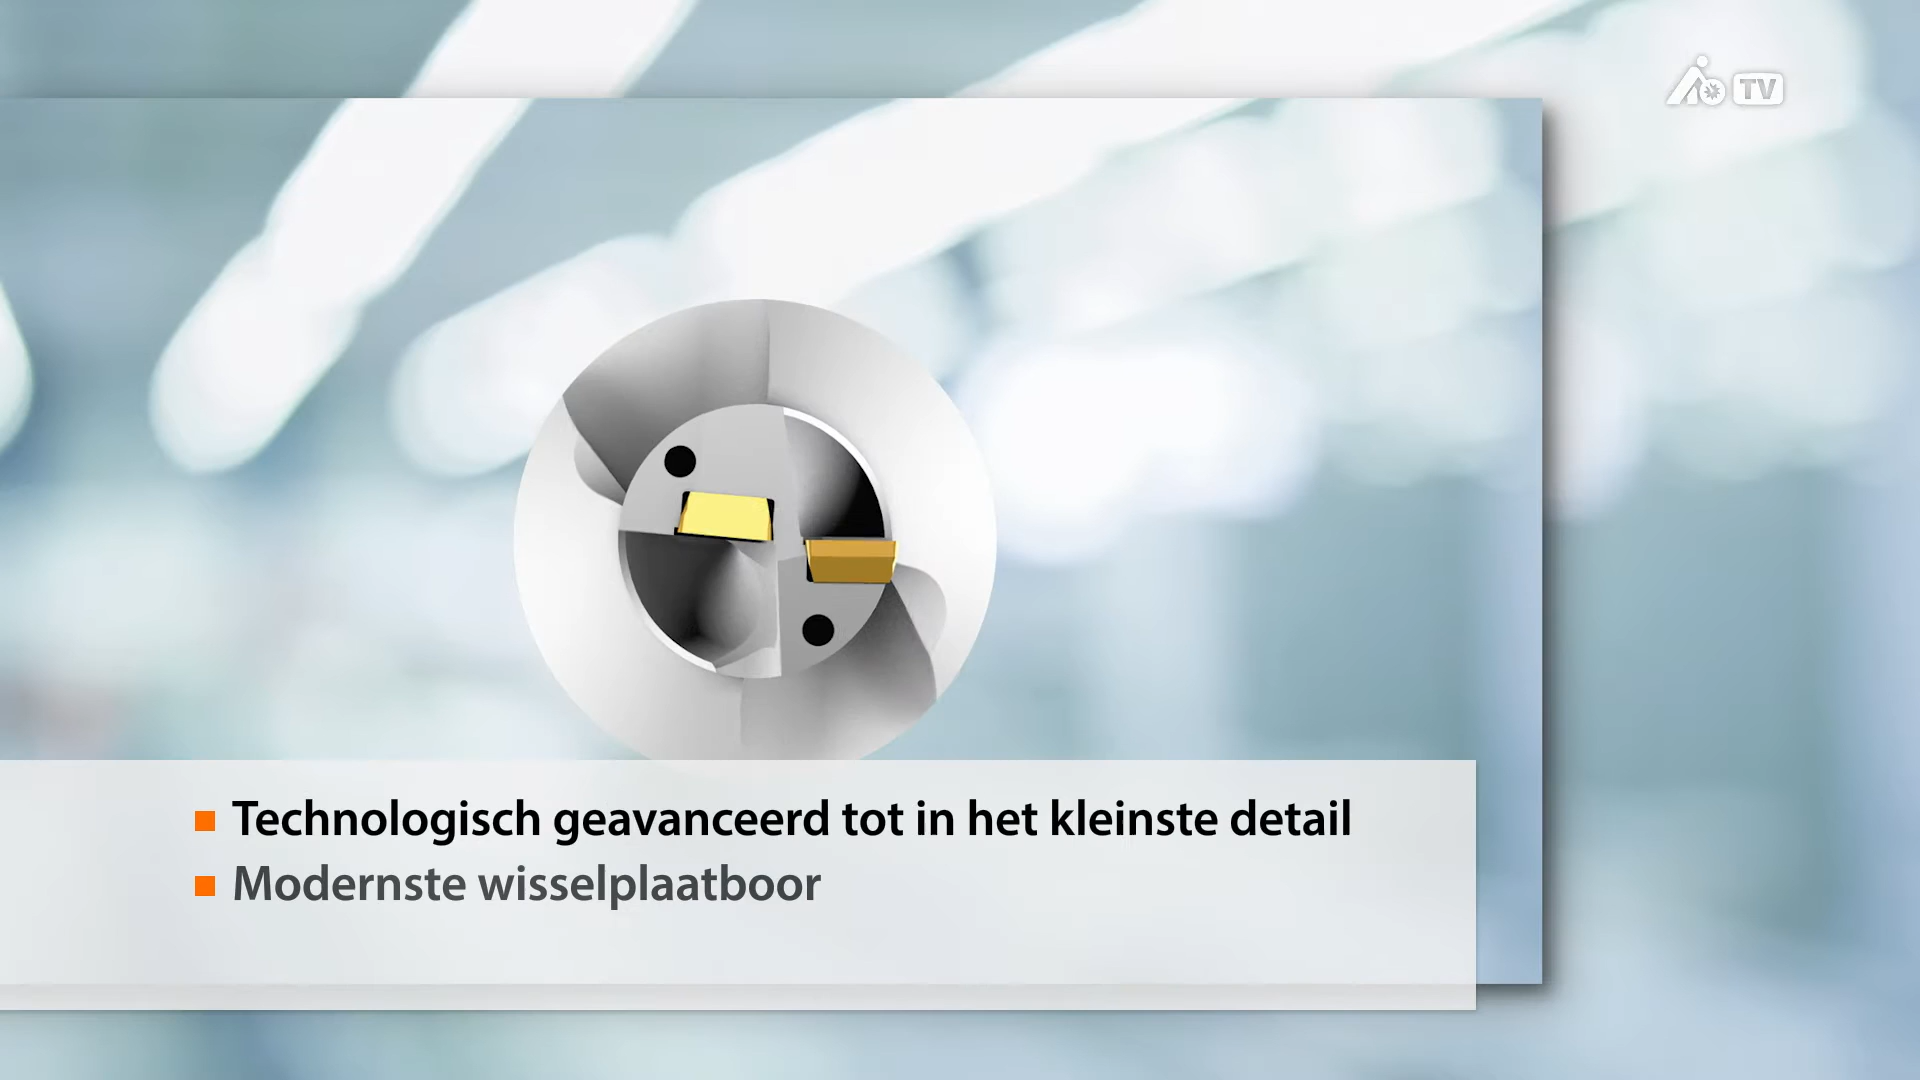 TV
Technologisch geavanceerd tot in het kleinste detail
Modernste wisselplaatboor